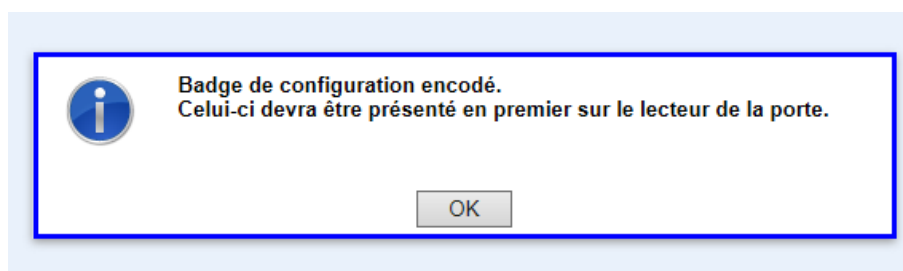 Badge de configuration encodé.
Celui-ci devra être présenté en premier sur le lecteur de la porte.
OK